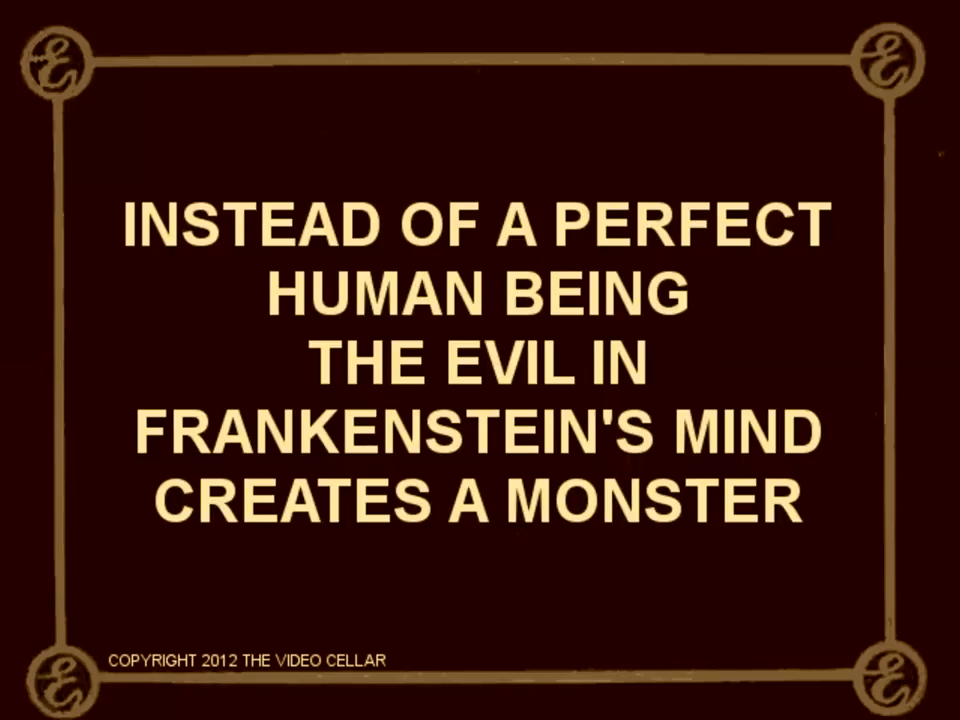 INSTEAD OF A PERFECT
HUMAN BEING
THE EVIL IN
FRANKENSTEIN'S MIND
CREATES A MONSTER
COPYRIGHT 2012 THE VIDEO CELLAR